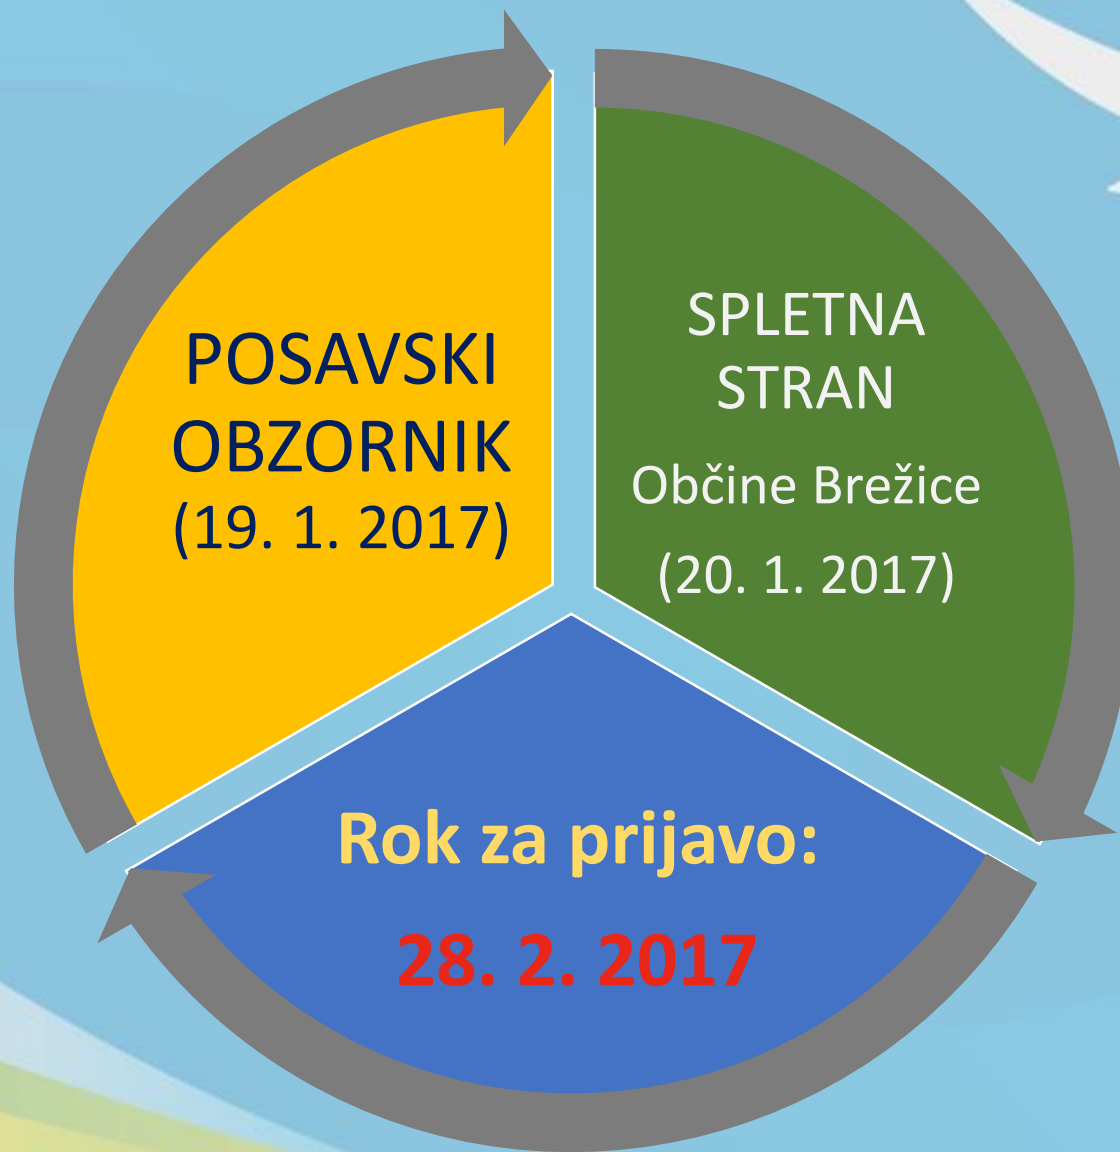 POSAVSKI
OBZORNIK
(19. 1. 2017)
SPLETNA
STRAN
Občine Brežice
(20. 1. 2017)
Rok za prijavo:
28. 2. 2017